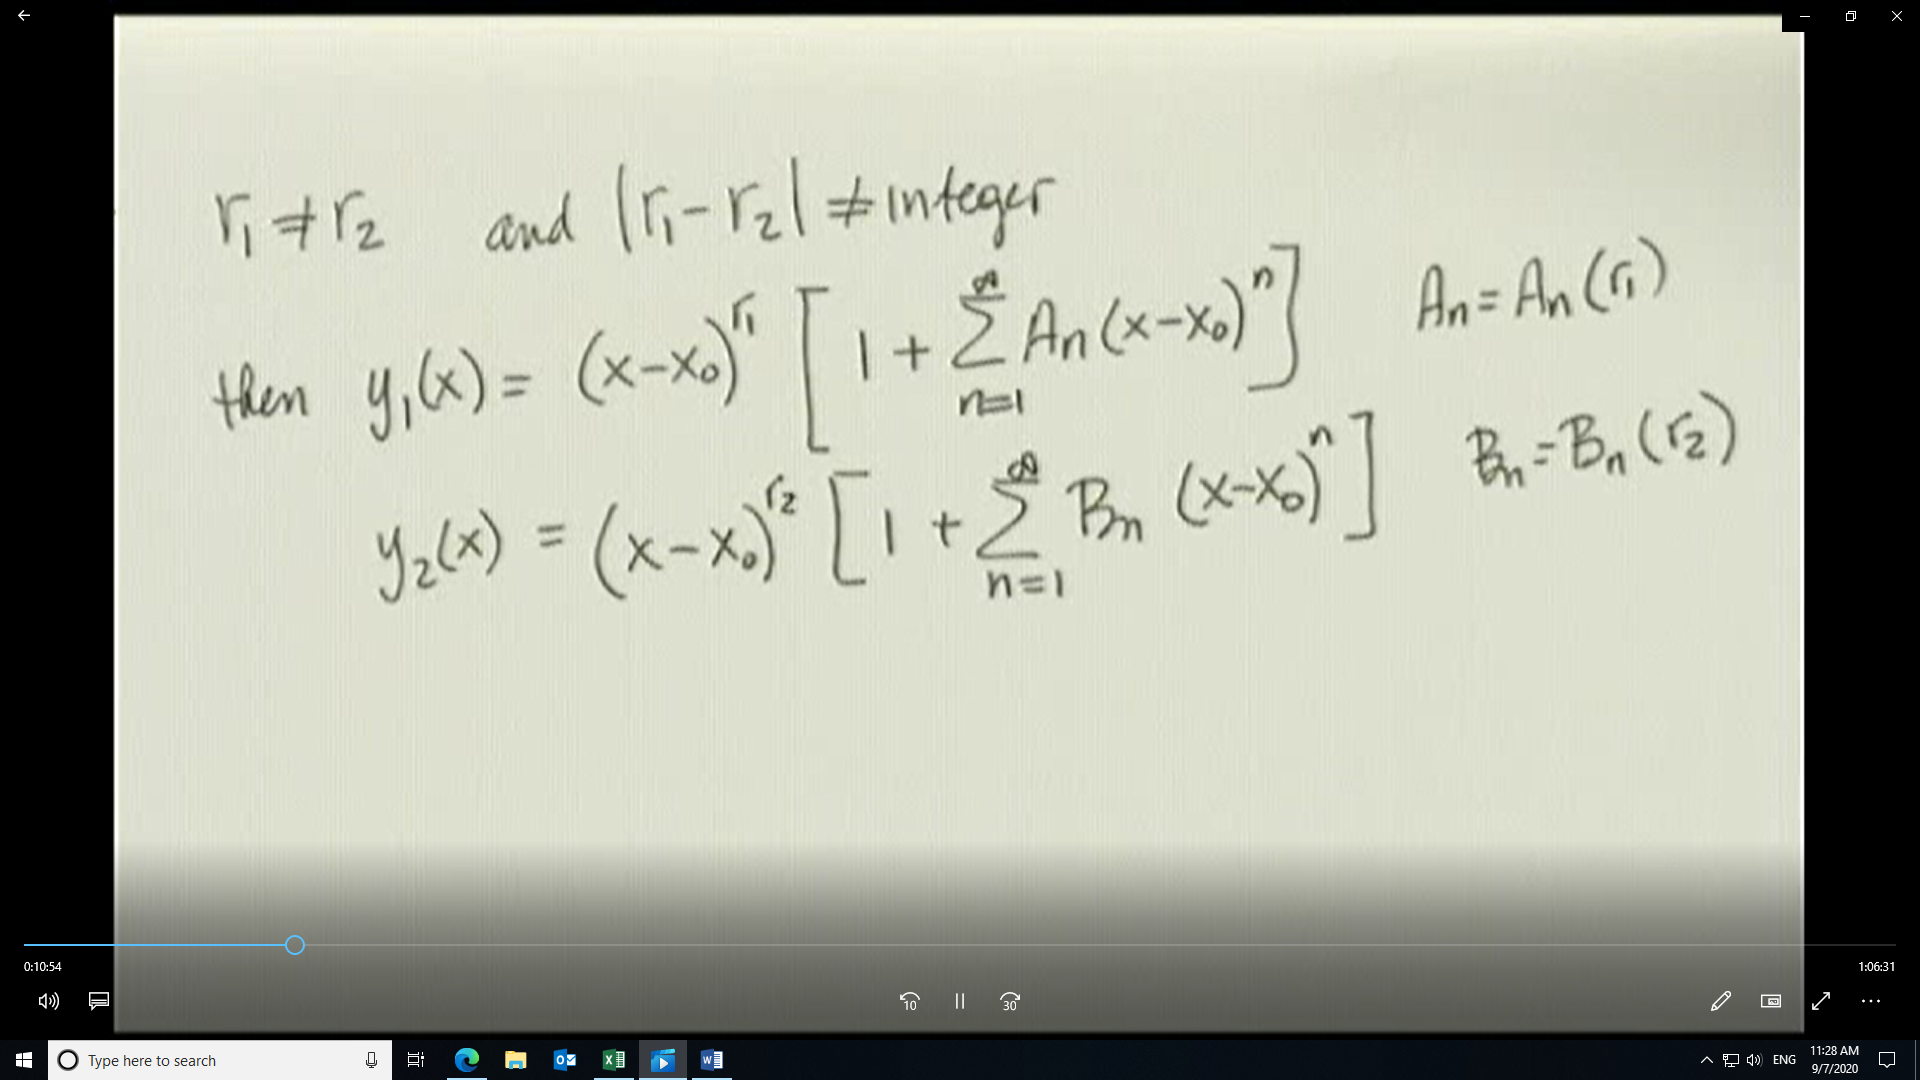 r₁ ≠ r₂ and |r₁ - r₂| ≠ integer
then y₁(x) = (x-x₀)^r₁ [ 1 + ∑_{n=1}^∞ An (x-x₀)^n ] An = An (r₁)
y₂(x) = (x-x₀)^r₂ [ 1 + ∑_{n=1}^∞ Bn (x-x₀)^n ] Bn = Bn (r₂)
0:10:54 1:06:31
10 30
Type here to search
ENG 11:28 AM
9/7/2020